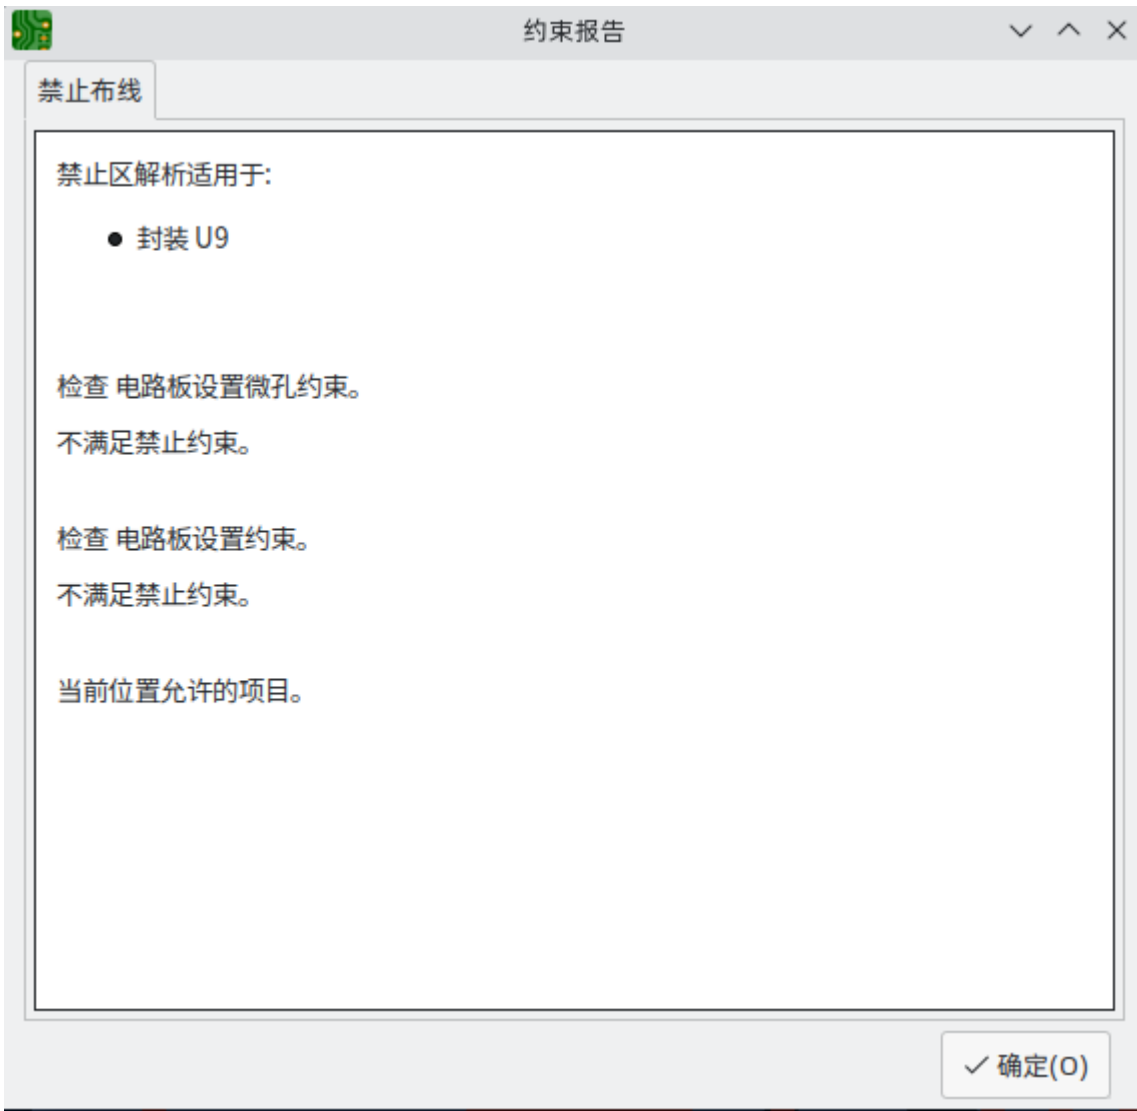 约束报告
禁止布线
禁止区解析适用于:
封装 U9
检查 电路板设置微孔约束。
不满足禁止约束。
检查 电路板设置约束。
不满足禁止约束。
当前位置允许的项目。
确定(O)